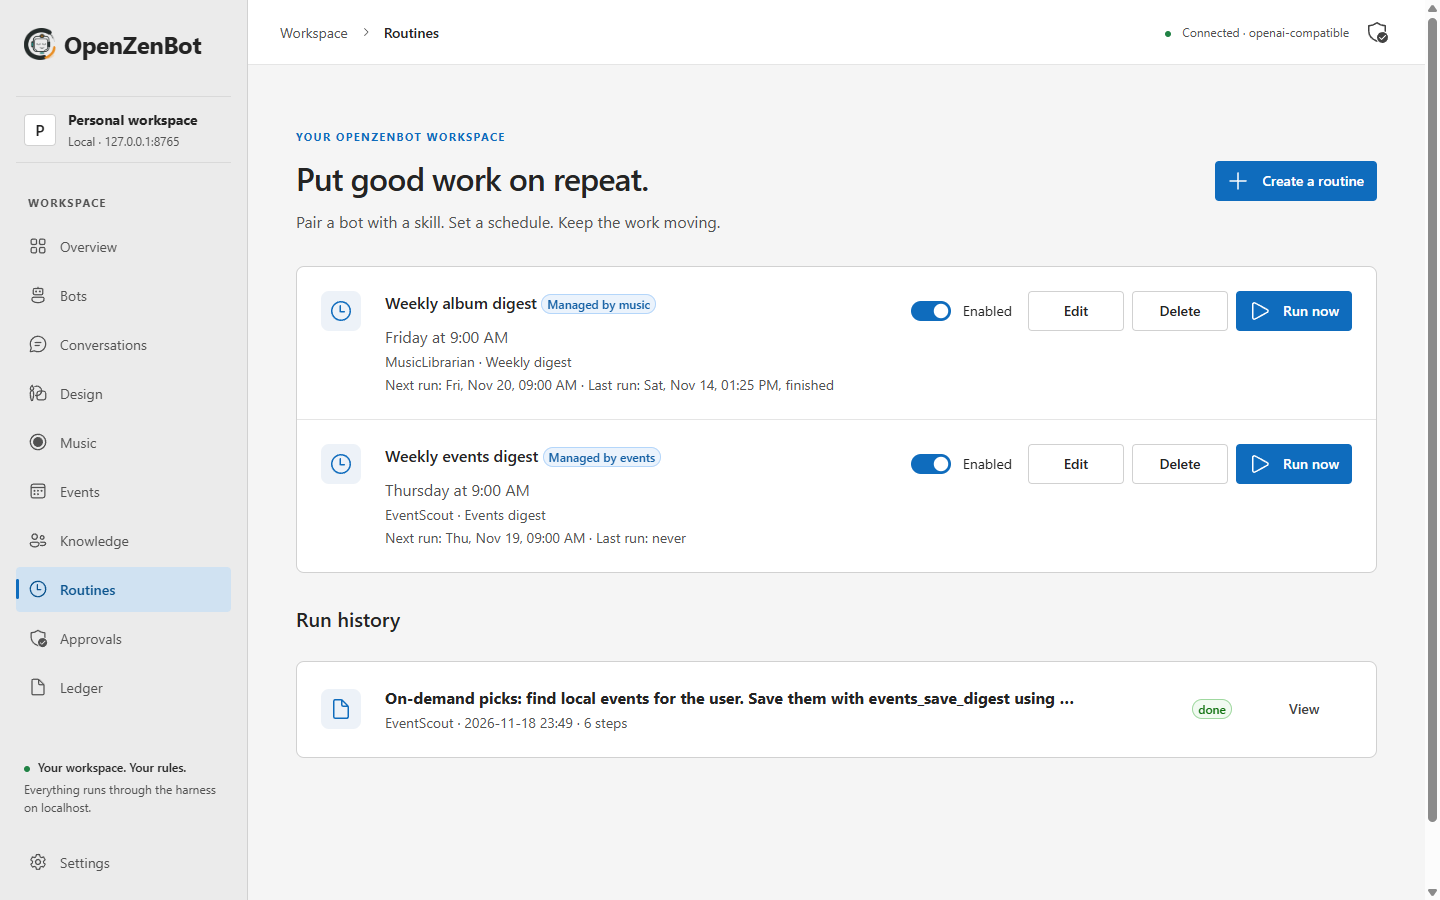 OpenZenBot
P
Personal workspace
Local · 127.0.0.1:8765
WORKSPACE
Overview
Bots
Conversations
Design
Music
Events
Knowledge
Routines
Approvals
Ledger
Your workspace. Your rules.
Everything runs through the harness
on localhost.
Settings
Workspace > Routines
Connected · openai-compatible
YOUR OPENZENBOT WORKSPACE
Put good work on repeat.
Pair a bot with a skill. Set a schedule. Keep the work moving.
Create a routine
Weekly album digest Managed by music
Friday at 9:00 AM
MusicLibrarian · Weekly digest
Next run: Fri, Nov 20, 09:00 AM · Last run: Sat, Nov 14, 01:25 PM, finished
Enabled Edit Delete Run now
Weekly events digest Managed by events
Thursday at 9:00 AM
EventScout · Events digest
Next run: Thu, Nov 19, 09:00 AM · Last run: never
Enabled Edit Delete Run now
Run history
On-demand picks: find local events for the user. Save them with events_save_digest using ...
EventScout · 2026-11-18 23:49 · 6 steps
done View